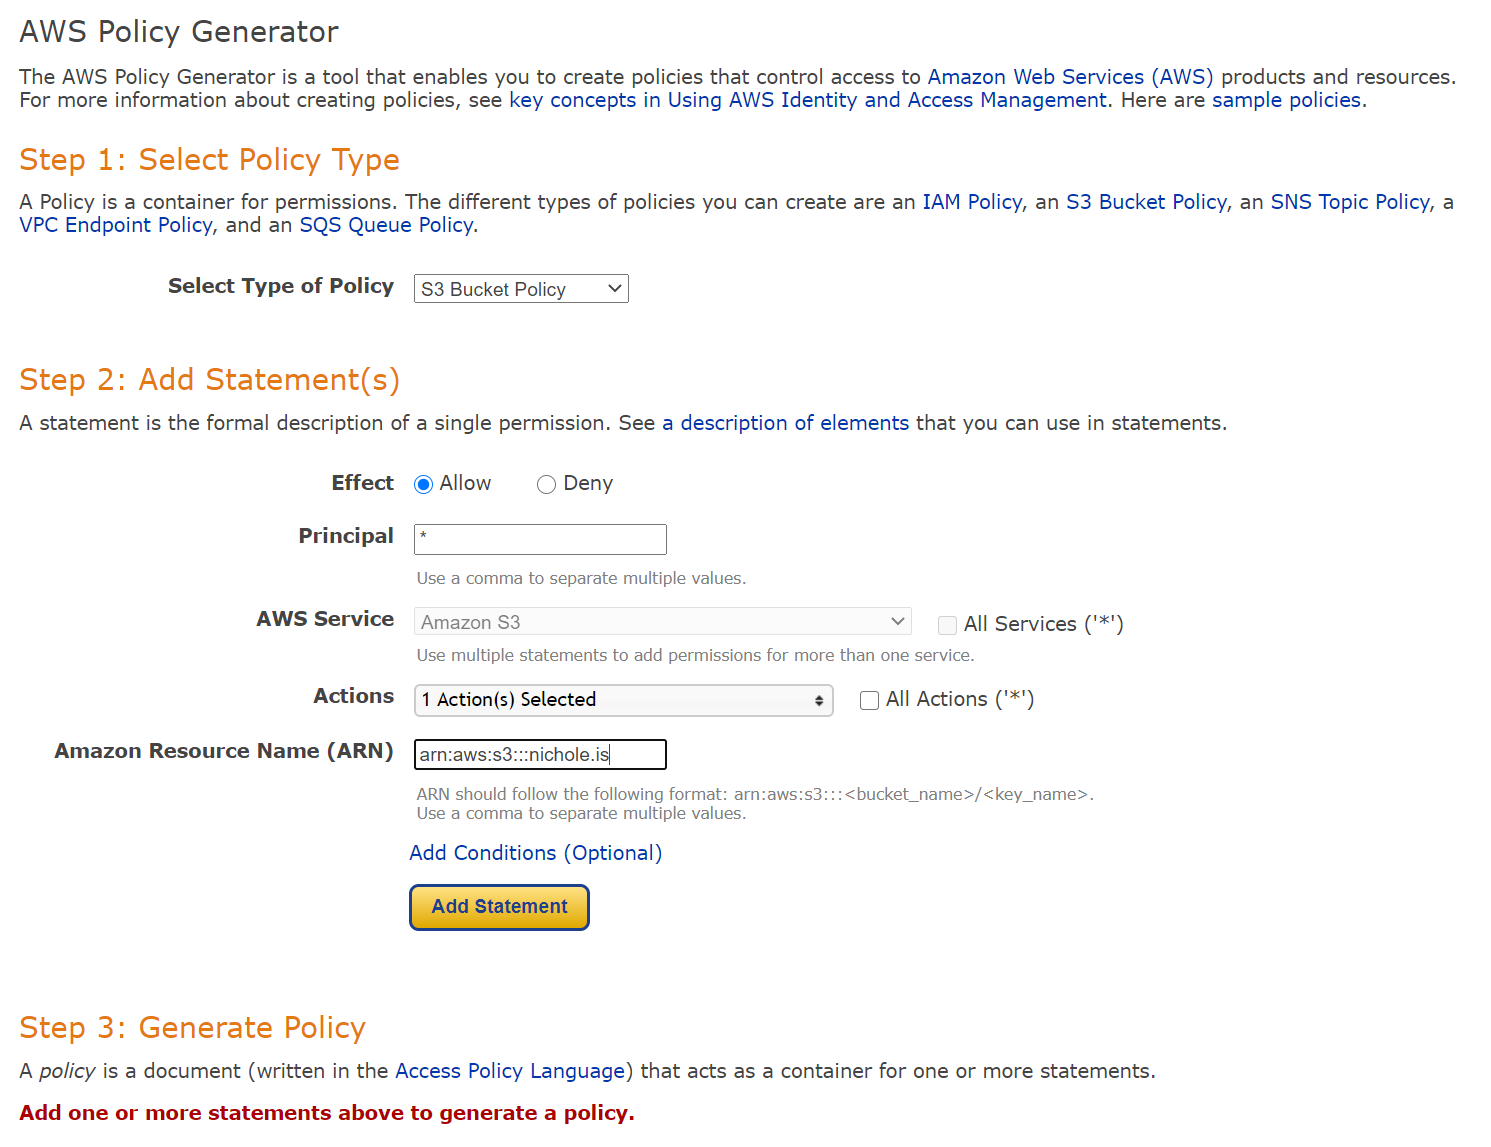 AWS Policy Generator
The AWS Policy Generator is a tool that enables you to create policies that control access to Amazon Web Services (AWS) products and resources.
For more information about creating policies, see key concepts in Using AWS Identity and Access Management. Here are sample policies.
Step 1: Select Policy Type
A Policy is a container for permissions. The different types of policies you can create are an IAM Policy, an S3 Bucket Policy, an SNS Topic Policy, a
VPC Endpoint Policy, and an SQS Queue Policy.
Select Type of Policy S3 Bucket Policy
Step 2: Add Statement(s)
A statement is the formal description of a single permission. See a description of elements that you can use in statements.
Effect Allow Deny
Principal *
Use a comma to separate multiple values.
AWS Service Amazon S3 All Services ('*')
Use multiple statements to add permissions for more than one service.
Actions 1 Action(s) Selected All Actions ('*')
Amazon Resource Name (ARN) arn:aws:s3:::nichole.is
ARN should follow the following format: arn:aws:s3:::<bucket_name>/<key_name>.
Use a comma to separate multiple values.
Add Conditions (Optional)
Add Statement
Step 3: Generate Policy
A policy is a document (written in the Access Policy Language) that acts as a container for one or more statements.
Add one or more statements above to generate a policy.